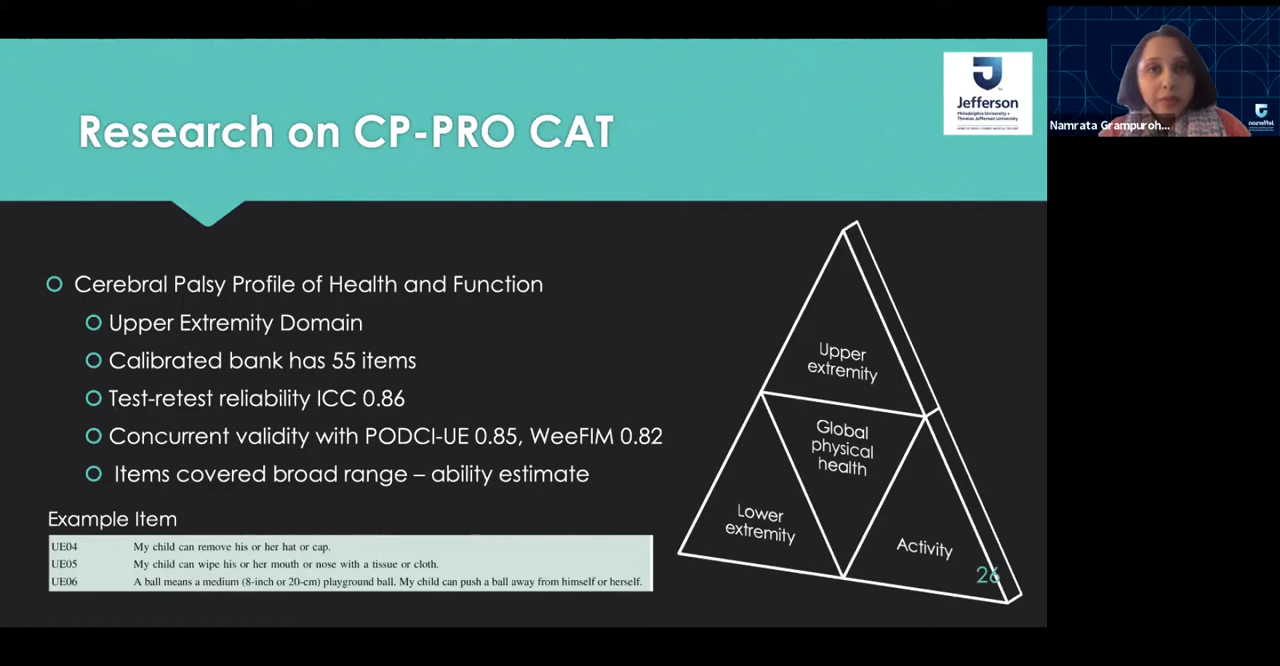 Research on CP-PRO CAT
Jefferson
Philadelphia University +
Thomas Jefferson University
Namrata Grampuroh...
Cerebral Palsy Profile of Health and Function
Upper Extremity Domain
Calibrated bank has 55 items
Test-retest reliability ICC 0.86
Concurrent validity with PODCI-UE 0.85, WeeFIM 0.82
Items covered broad range – ability estimate
Example Item
UE04 My child can remove his or her hat or cap.
UE05 My child can wipe his or her mouth or nose with a tissue or cloth.
UE06 A ball means a medium (8-inch or 20-cm) playground ball. My child can push a ball away from himself or herself.
Upper
extremity
Global
physical
health
Lower
extremity
Activity
26